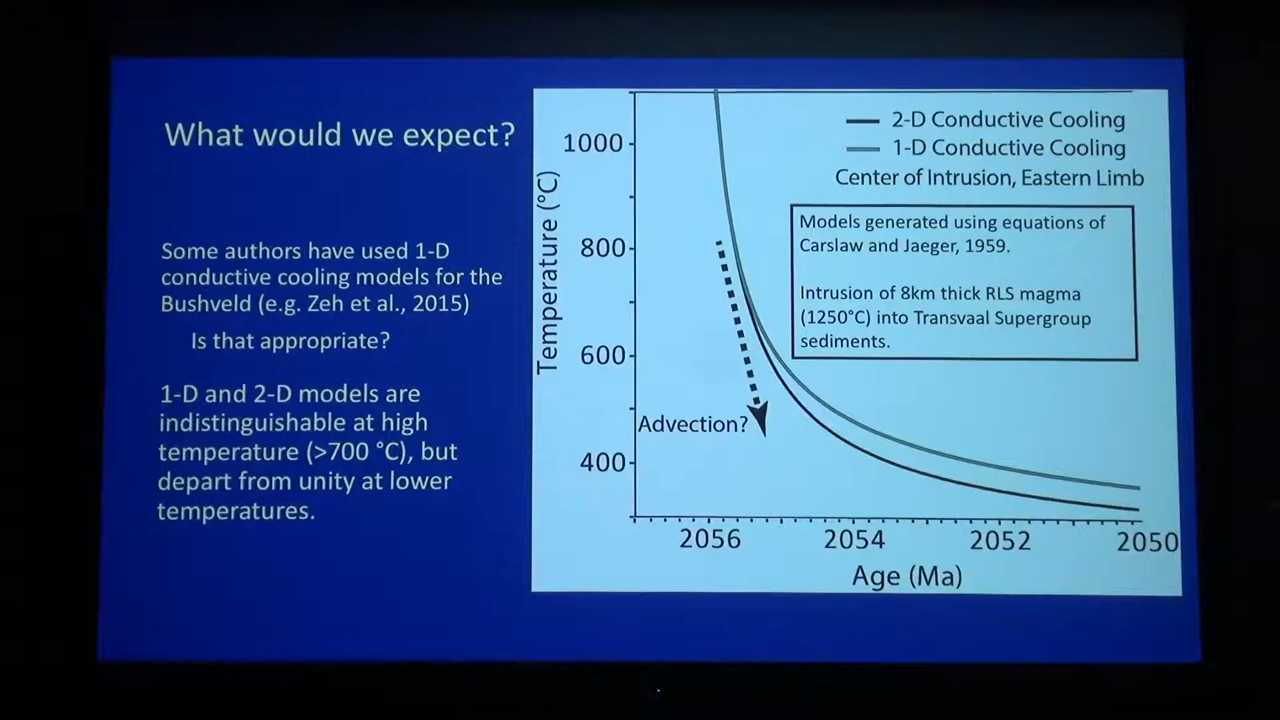 What would we expect?
Some authors have used 1-D
conductive cooling models for the
Bushveld (e.g. Zeh et al., 2015)
Is that appropriate?
1-D and 2-D models are
indistinguishable at high
temperature (>700 °C), but
depart from unity at lower
temperatures.
2-D Conductive Cooling
1-D Conductive Cooling
Center of Intrusion, Eastern Limb
Models generated using equations of
Carslaw and Jaeger, 1959.
Intrusion of 8km thick RLS magma
(1250°C) into Transvaal Supergroup
sediments.
Temperature (°C)
1000
800
600
400
Advection?
2056
2054
2052
2050
Age (Ma)